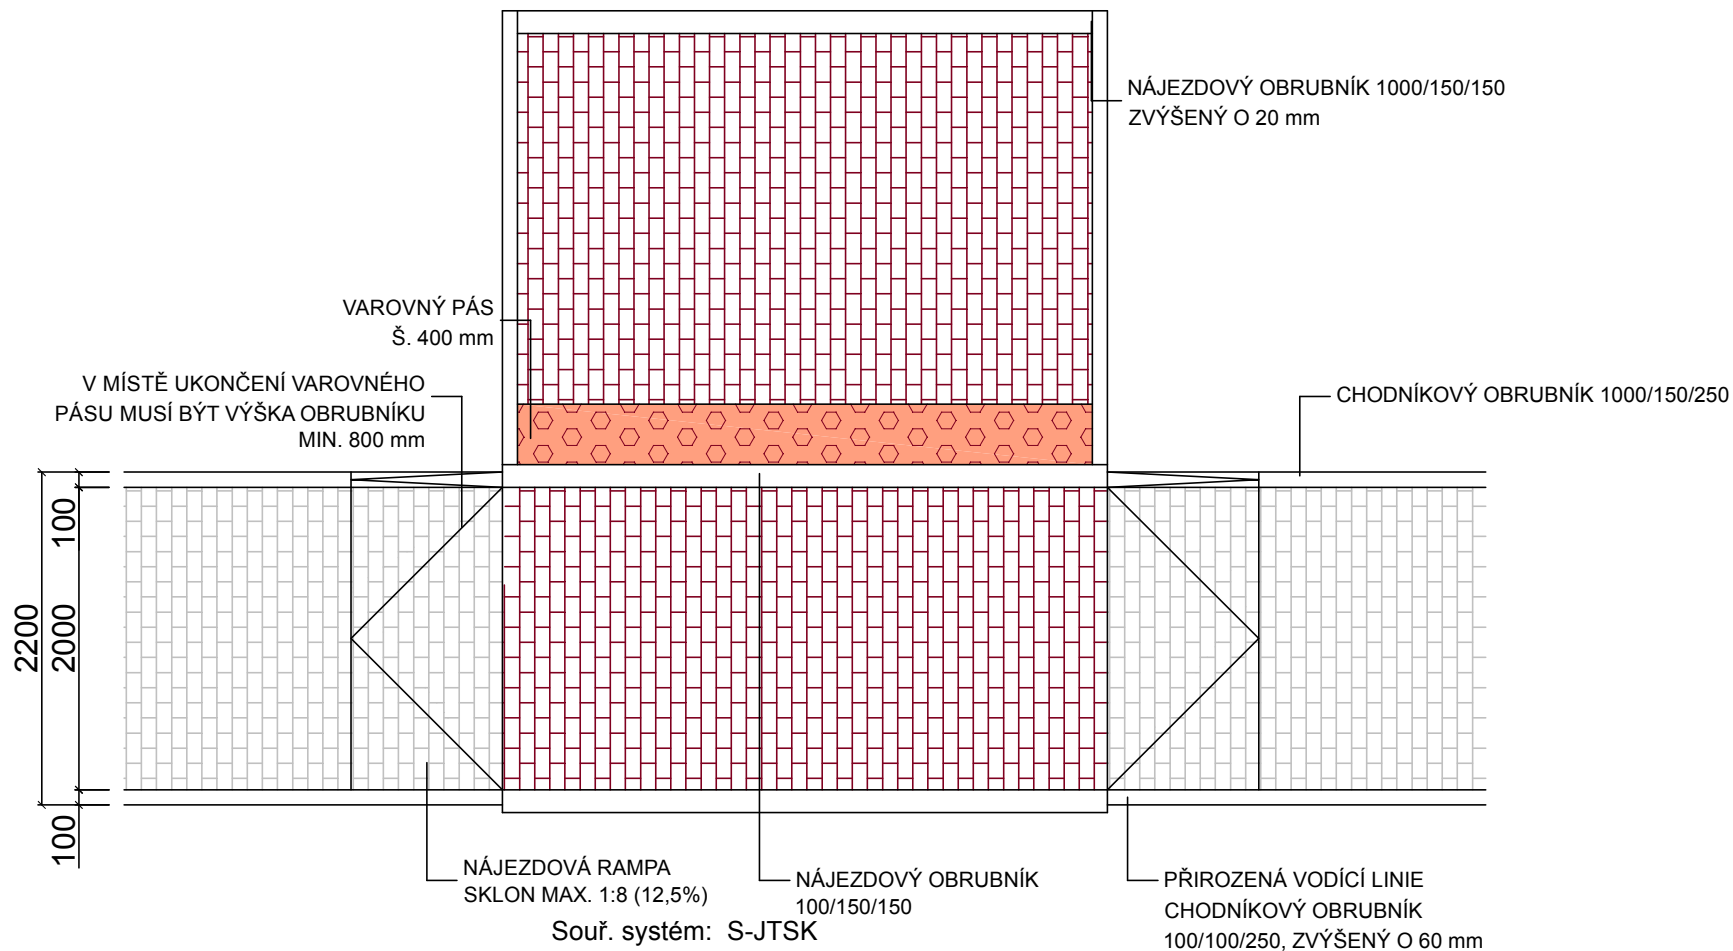 NÁJEZDOVÝ OBRUBNÍK 1000/150/150
ZVÝŠENÝ O 20 mm
VAROVNÝ PÁS
Š. 400 mm
V MÍSTĚ UKONČENÍ VAROVNÉHO
PÁSU MUSÍ BÝT VÝŠKA OBRUBNÍKU
MIN. 800 mm
CHODNÍKOVÝ OBRUBNÍK 1000/150/250
100
2000
2200
100
NÁJEZDOVÁ RAMPA
SKLON MAX. 1:8 (12,5%)
NÁJEZDOVÝ OBRUBNÍK
100/150/150
PŘIROZENÁ VODÍCÍ LINIE
CHODNÍKOVÝ OBRUBNÍK
100/100/250, ZVÝŠENÝ O 60 mm
Souř. systém: S-JTSK